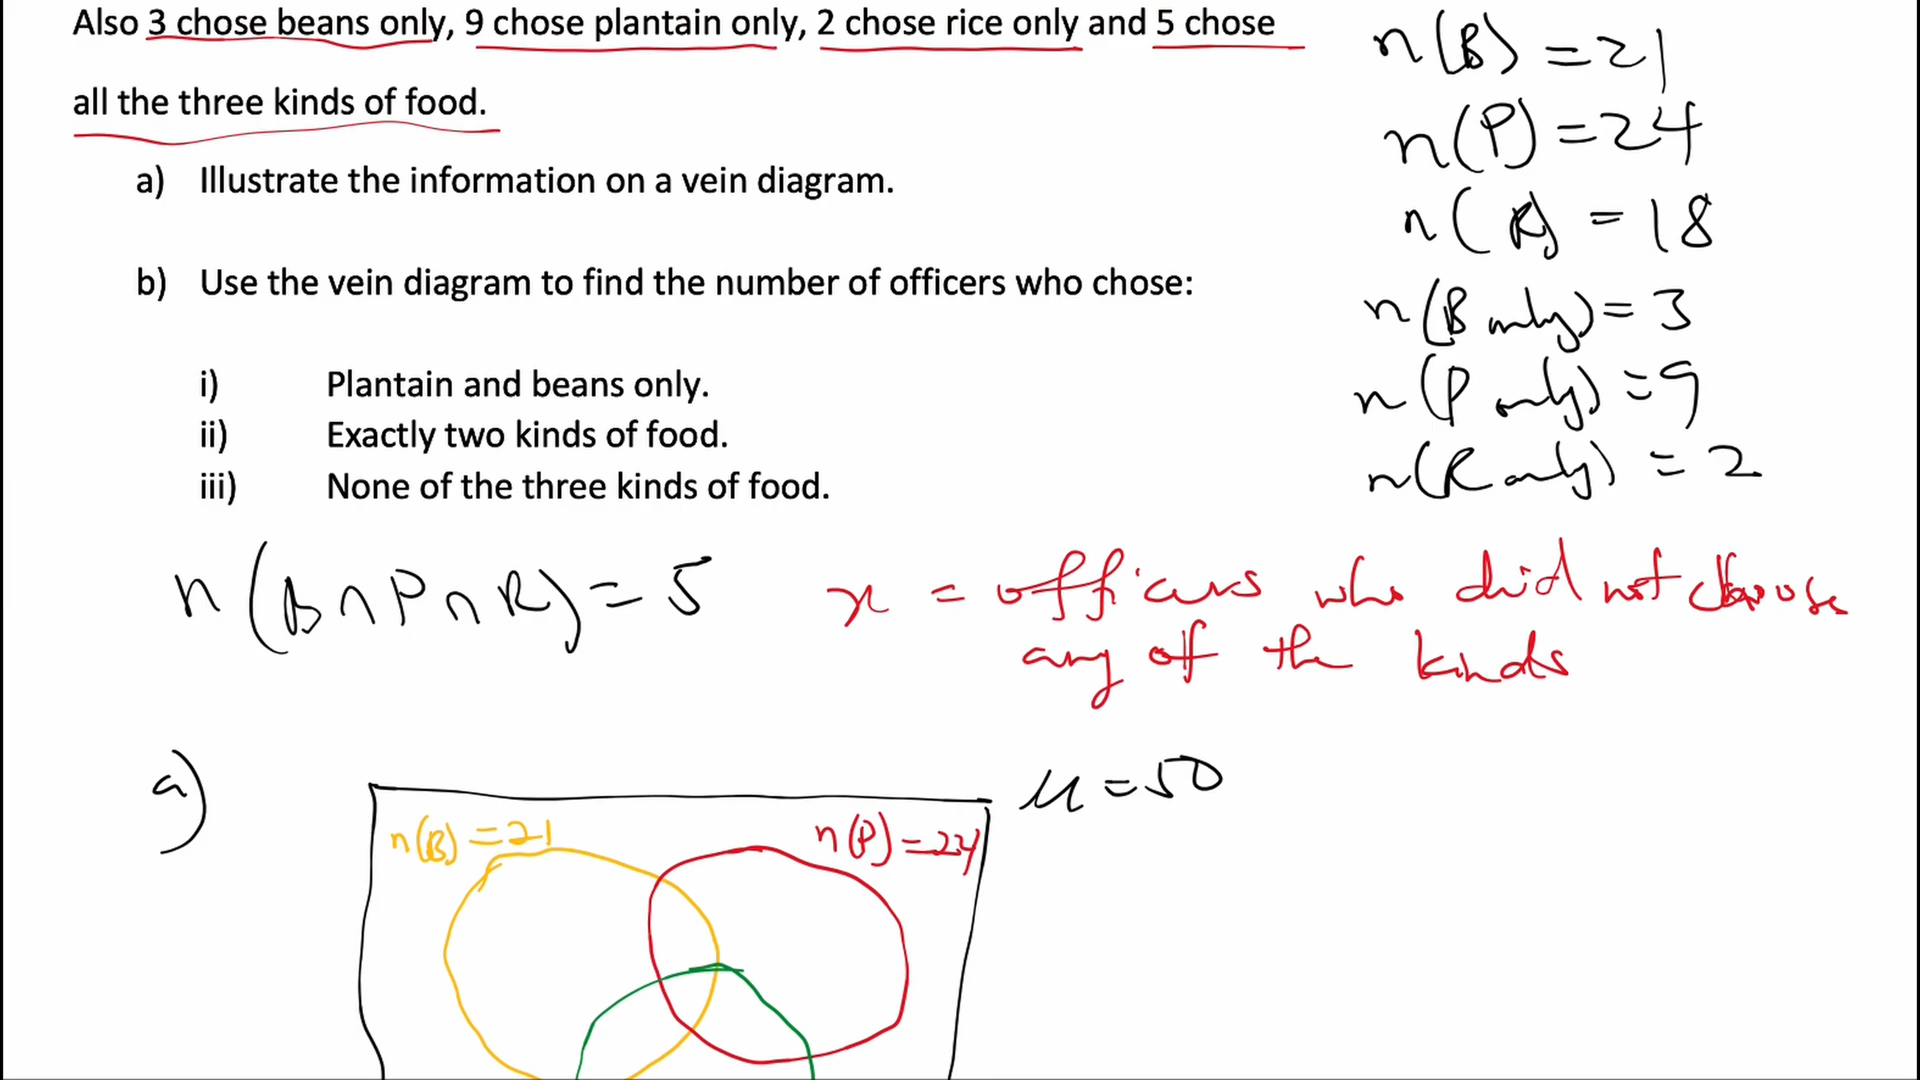 Also 3 chose beans only, 9 chose plantain only, 2 chose rice only and 5 chose
all the three kinds of food.
a) Illustrate the information on a vein diagram.
b) Use the vein diagram to find the number of officers who chose:
i) Plantain and beans only.
ii) Exactly two kinds of food.
iii) None of the three kinds of food.
n(B) = 21
n(P) = 24
n(R) = 18
n(B only) = 3
n(P only) = 9
n(R only) = 2
n(B∩P∩R) = 5
x = officers who did not choose
any of the kinds
a)
μ = 50
n(B) = 21
n(P) = 24